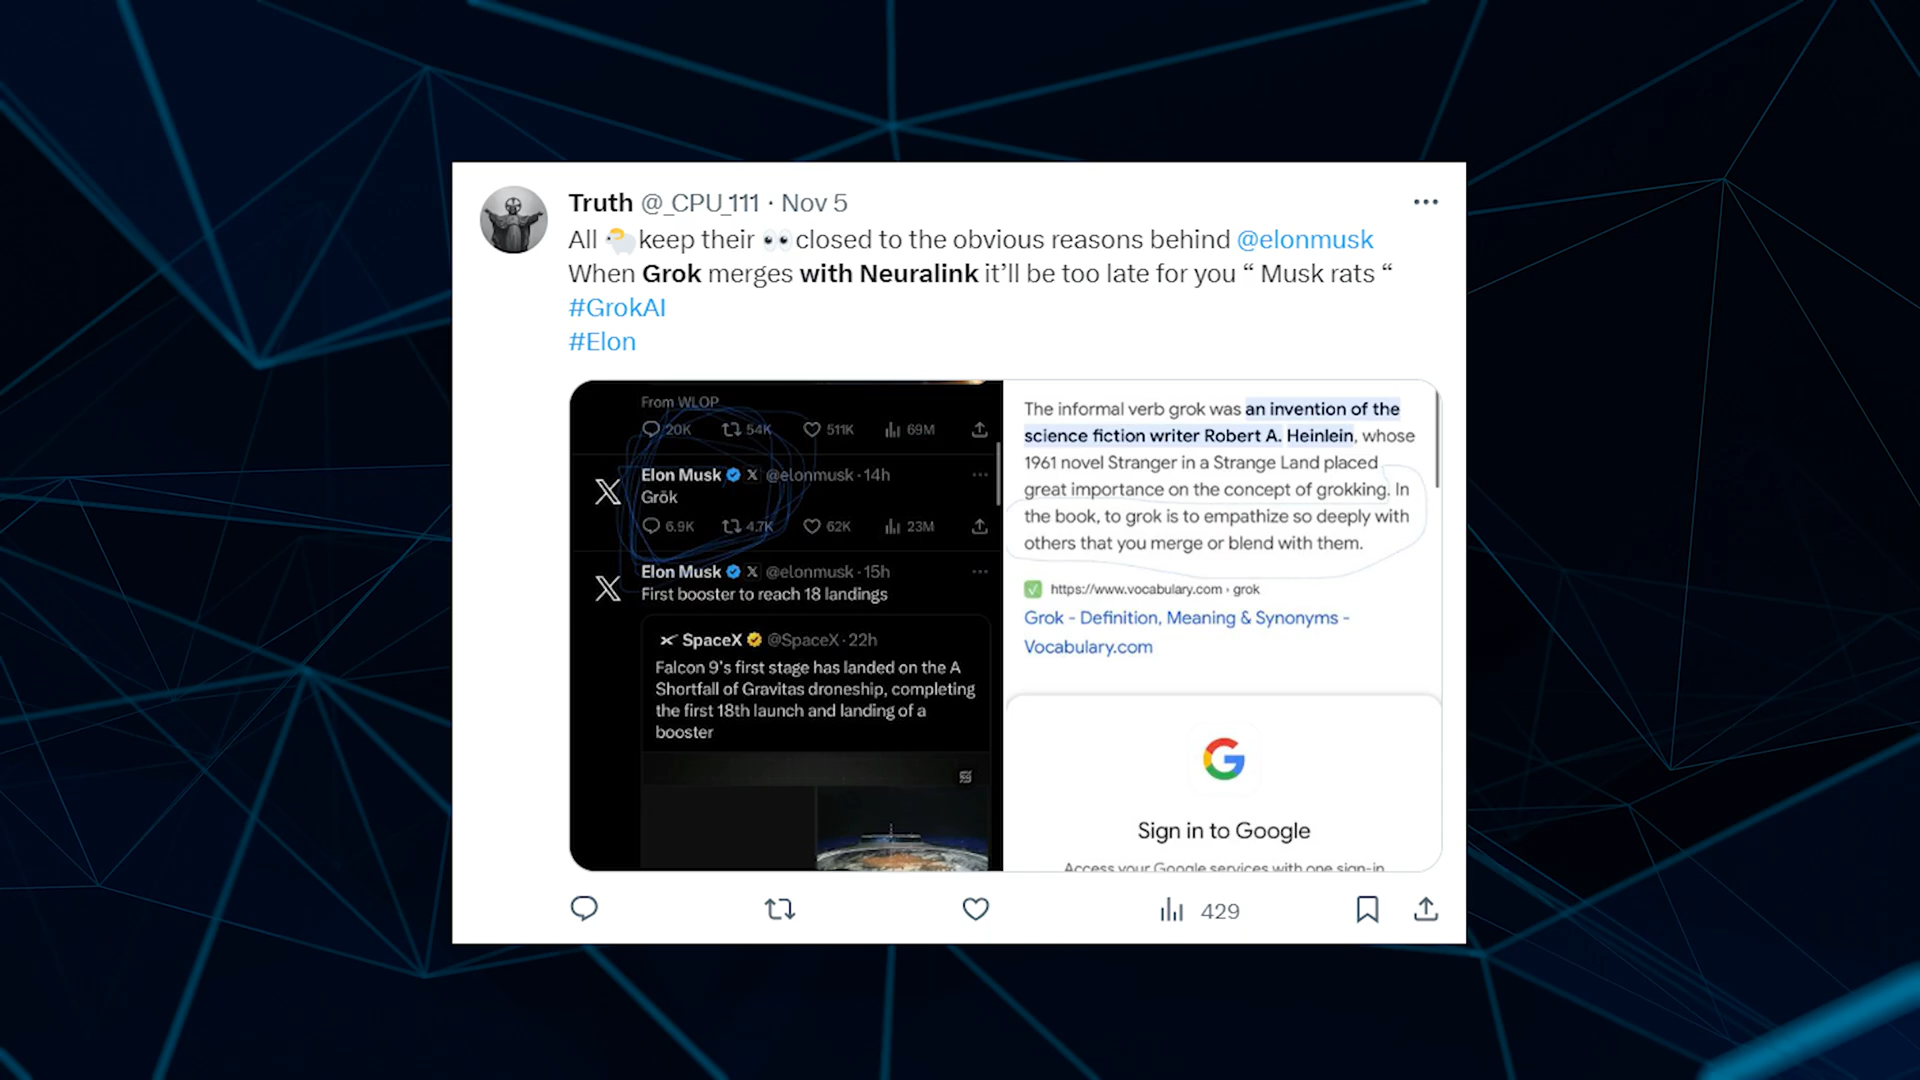 Truth @_CPU_111 · Nov 5
All 🐑 keep their 👀 closed to the obvious reasons behind @elonmusk
When Grok merges with Neuralink it’ll be too late for you “ Musk rats “
#GrokAI
#Elon
From WLOP
20K 54K 511K 69M
Elon Musk X @elonmusk · 14h
Grōk
6.9K 4.7K 62K 23M
Elon Musk X @elonmusk · 15h
First booster to reach 18 landings
SpaceX @SpaceX · 22h
Falcon 9’s first stage has landed on the A
Shortfall of Gravitas droneship, completing
the first 18th launch and landing of a
booster
The informal verb grok was an invention of the
science fiction writer Robert A. Heinlein, whose
1961 novel Stranger in a Strange Land placed
great importance on the concept of grokking. In
the book, to grok is to empathize so deeply with
others that you merge or blend with them.
https://www.vocabulary.com › grok
Grok - Definition, Meaning & Synonyms -
Vocabulary.com
Sign in to Google
Access your Google services with one sign-in
429